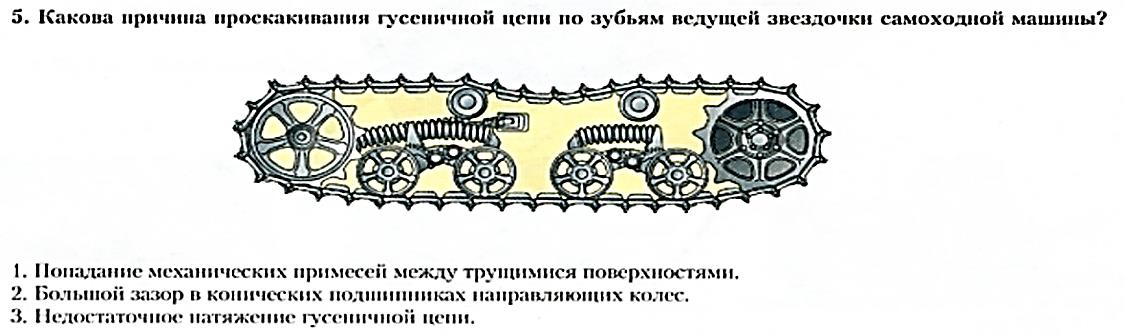 5. Какова причина проскакивания гусеничной цепи по зубьям ведущей звездочки самоходной машины?
1. Попадание механических примесей между трущимися поверхностями.
2. Большой зазор в конических подшипниках направляющих колес.
3. Недостаточное натяжение гусеничной цепи.